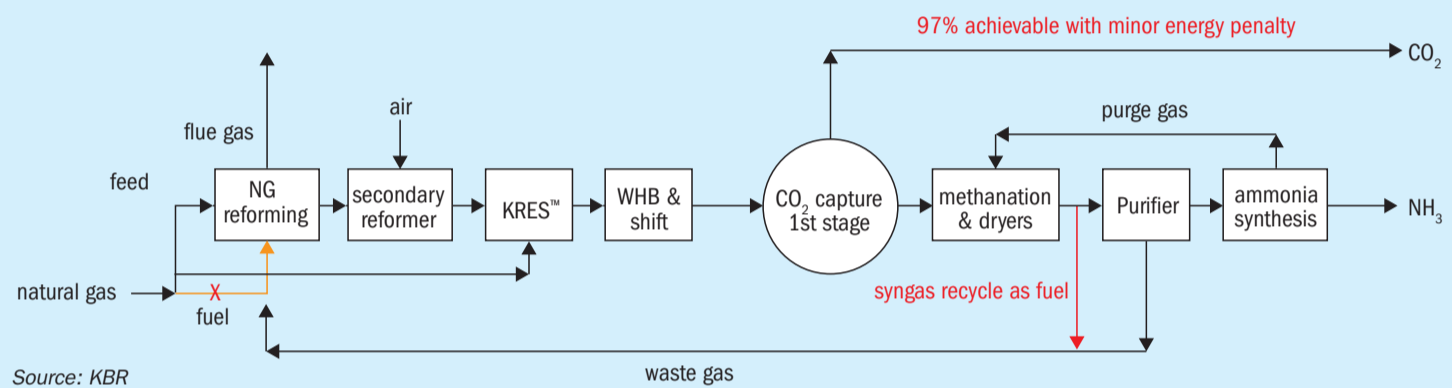 97% achievable with minor energy penalty
CO₂
air
purge gas
flue gas
feed
NG
reforming
secondary
reformer
KRES™
WHB &
shift
CO₂ capture
1st stage
methanation
& dryers
Purifier
ammonia
synthesis
NH₃
natural gas
X
fuel
syngas recycle as fuel
waste gas
Source: KBR